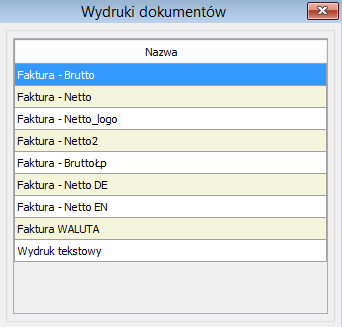 Wydruki dokumentów
Nazwa
Faktura - Brutto
Faktura - Netto
Faktura - Netto_logo
Faktura - Netto2
Faktura - BruttoŁp
Faktura - Netto DE
Faktura - Netto EN
Faktura WALUTA
Wydruk tekstowy